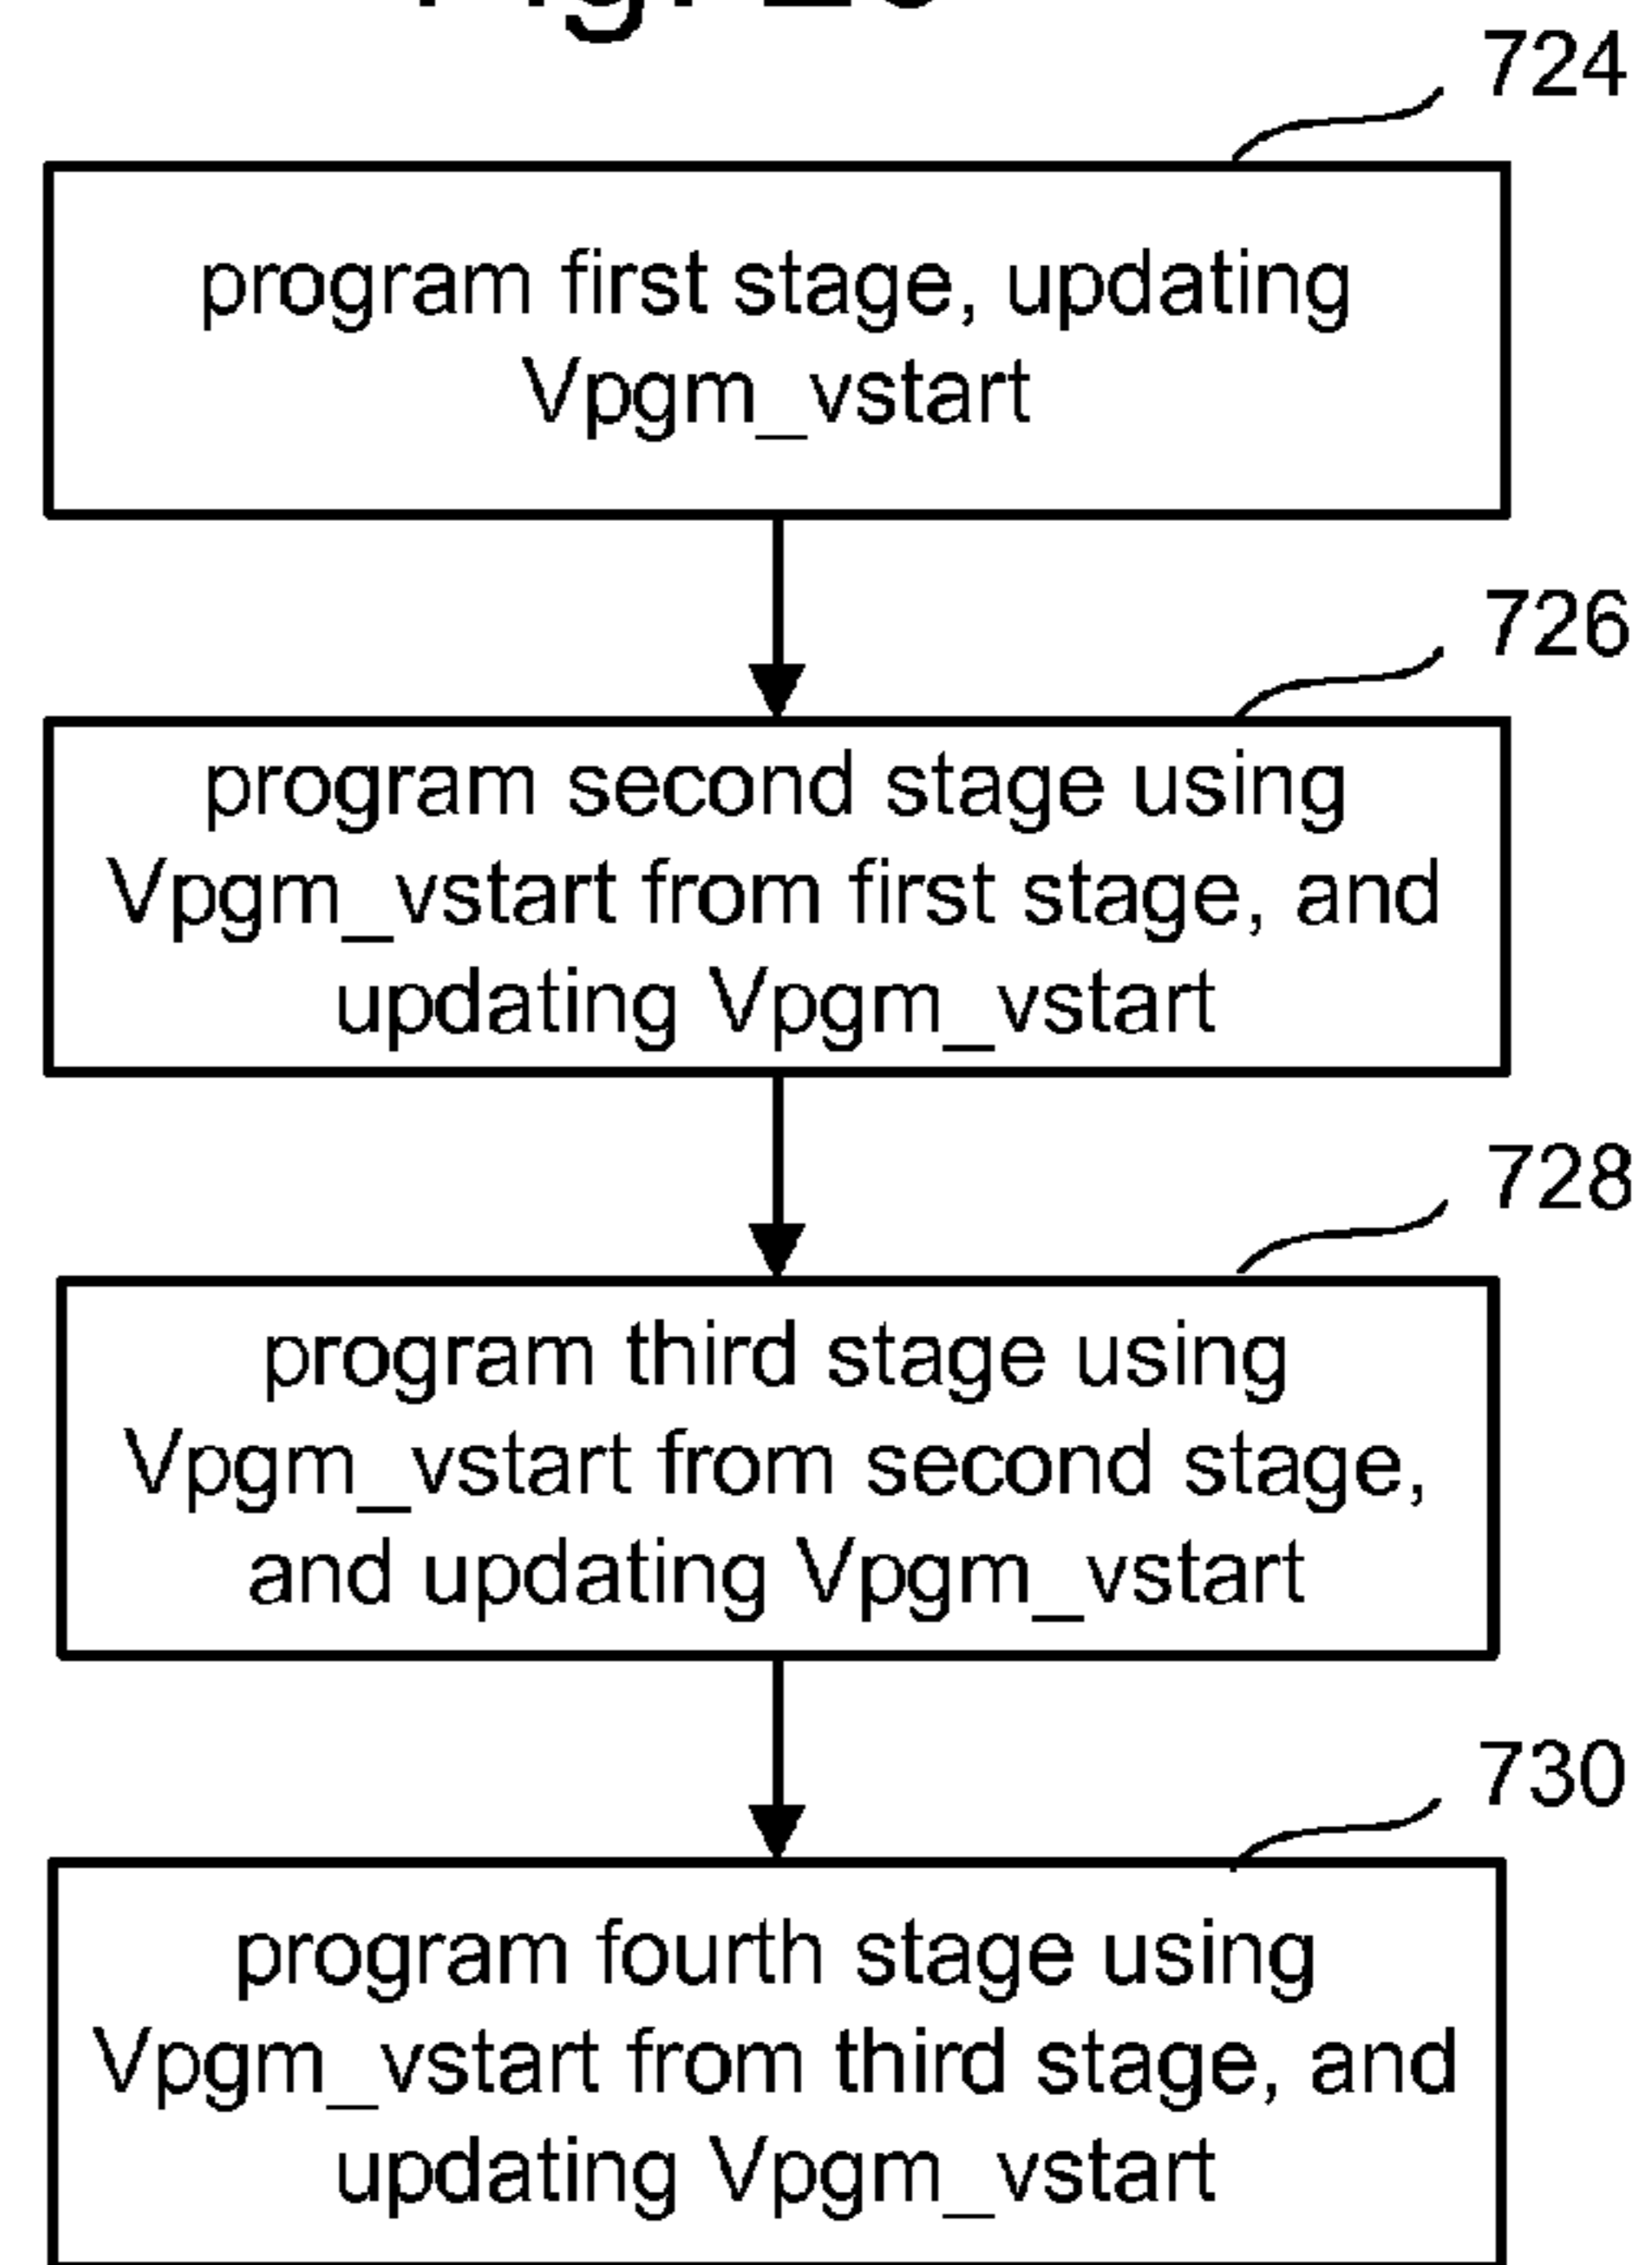 724
program first stage, updating
Vpgm_vstart
726
program second stage using
Vpgm_vstart from first stage, and
updating Vpgm_vstart
728
program third stage using
Vpgm_vstart from second stage,
and updating Vpgm_vstart
730
program fourth stage using
Vpgm_vstart from third stage, and
updating Vpgm_vstart